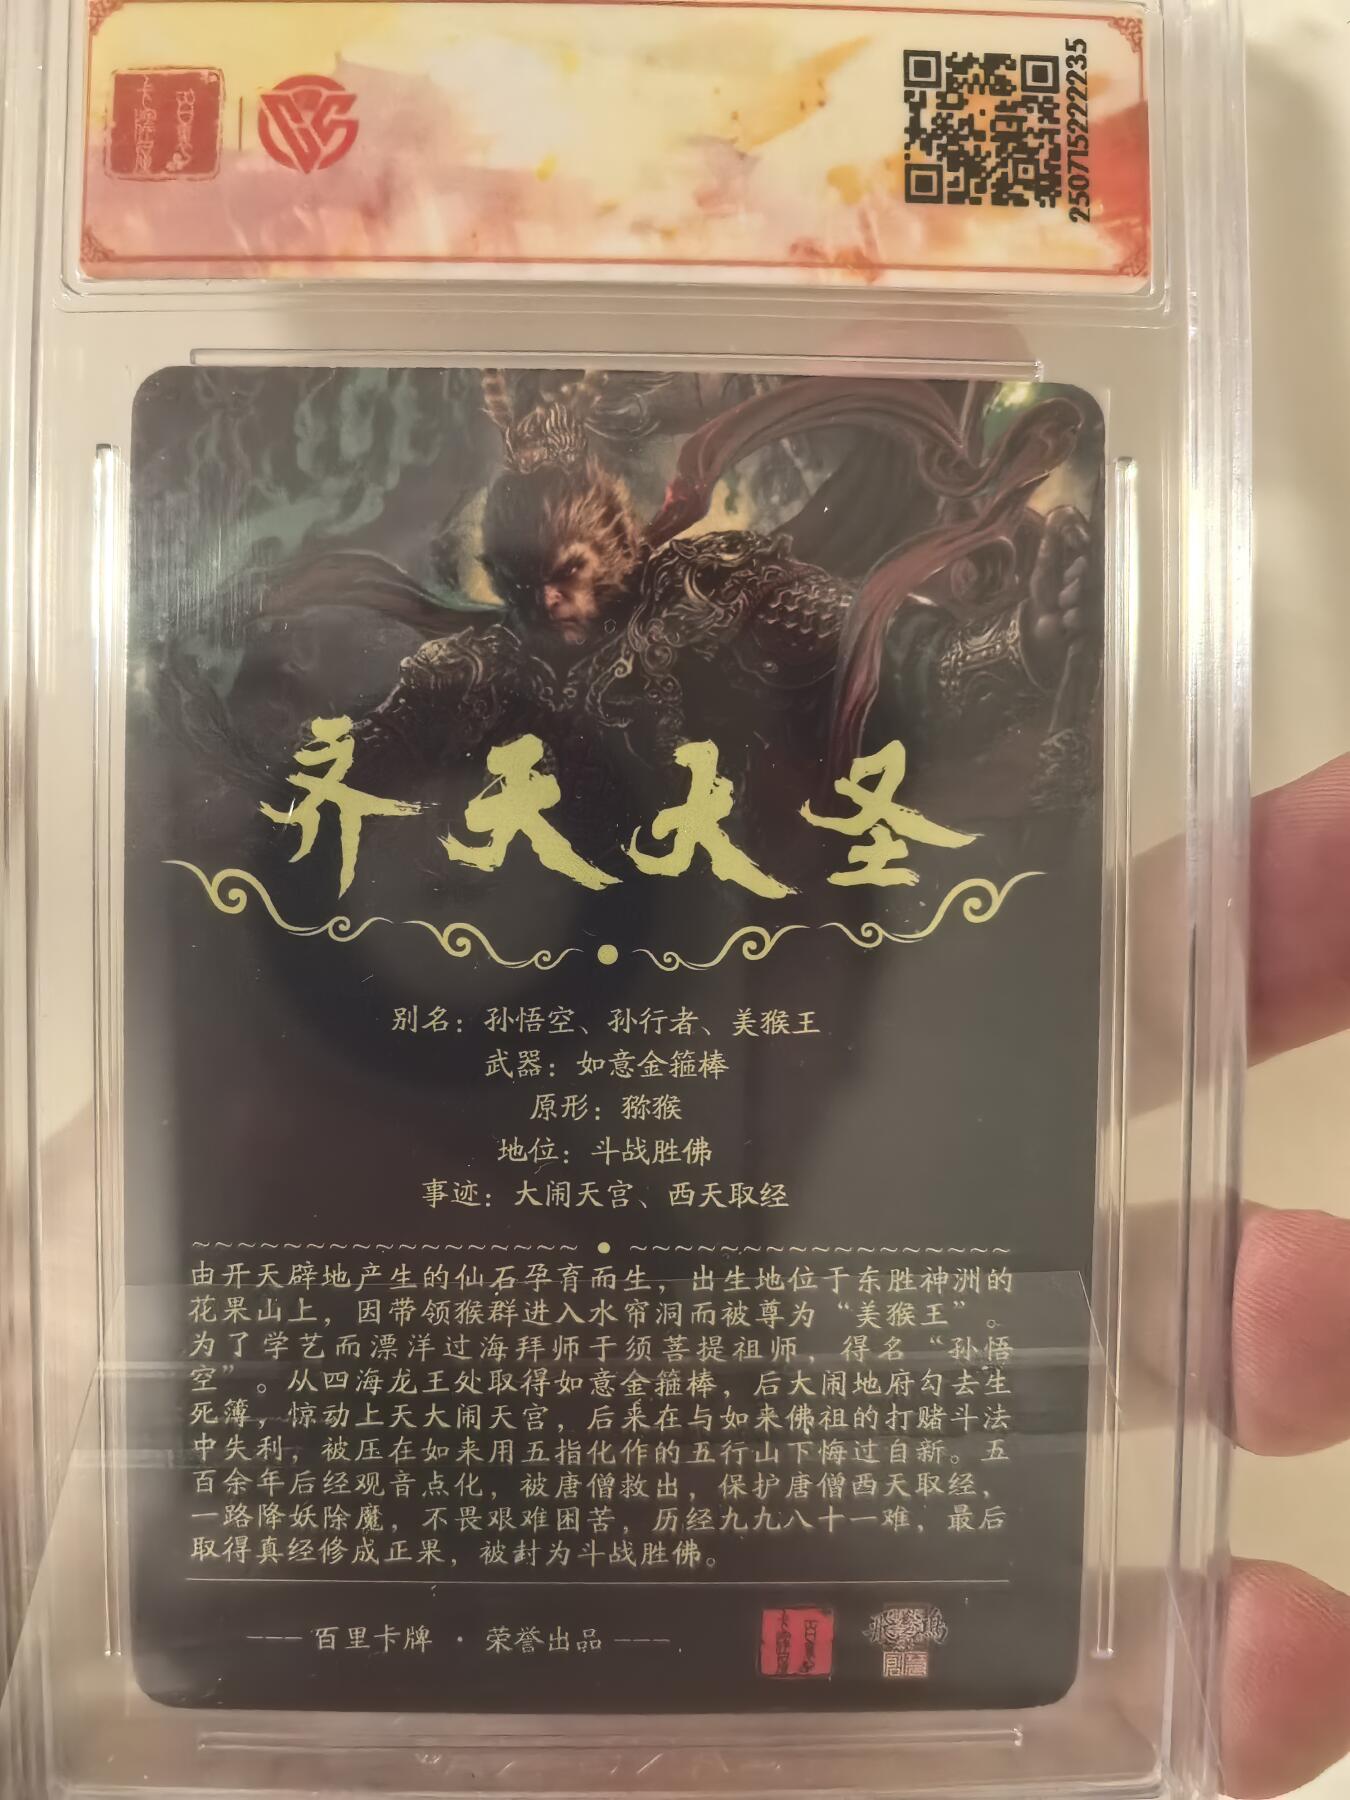 25071522222235
齐天大圣
别名：孙悟空、孙行者、美猴王
武器：如意金箍棒
原形：猕猴
地位：斗战胜佛
事迹：大闹天宫、西天取经
由开天辟地产生的仙石孕育而生，出生地位于东胜神洲的
花果山上，因带领猴群进入水帘洞而被尊为“美猴王”。
为了学艺而漂洋过海拜师于须菩提祖师，得名“孙悟
空”。从四海龙王处取得如意金箍棒，后大闹地府勾去生
死簿，惊动上天大闹天宫，后来在与如来佛祖的打赌斗法
中失利，被压在如来用五指化作的五行山下悔过自新。五
百余年后经观音点化，被唐僧救出，保护唐僧西天取经，
一路降妖除魔，不畏艰难困苦，历经九九八十一难，最后
取得真经修成正果，被封为斗战胜佛。
---百里卡牌 · 荣誉出品---